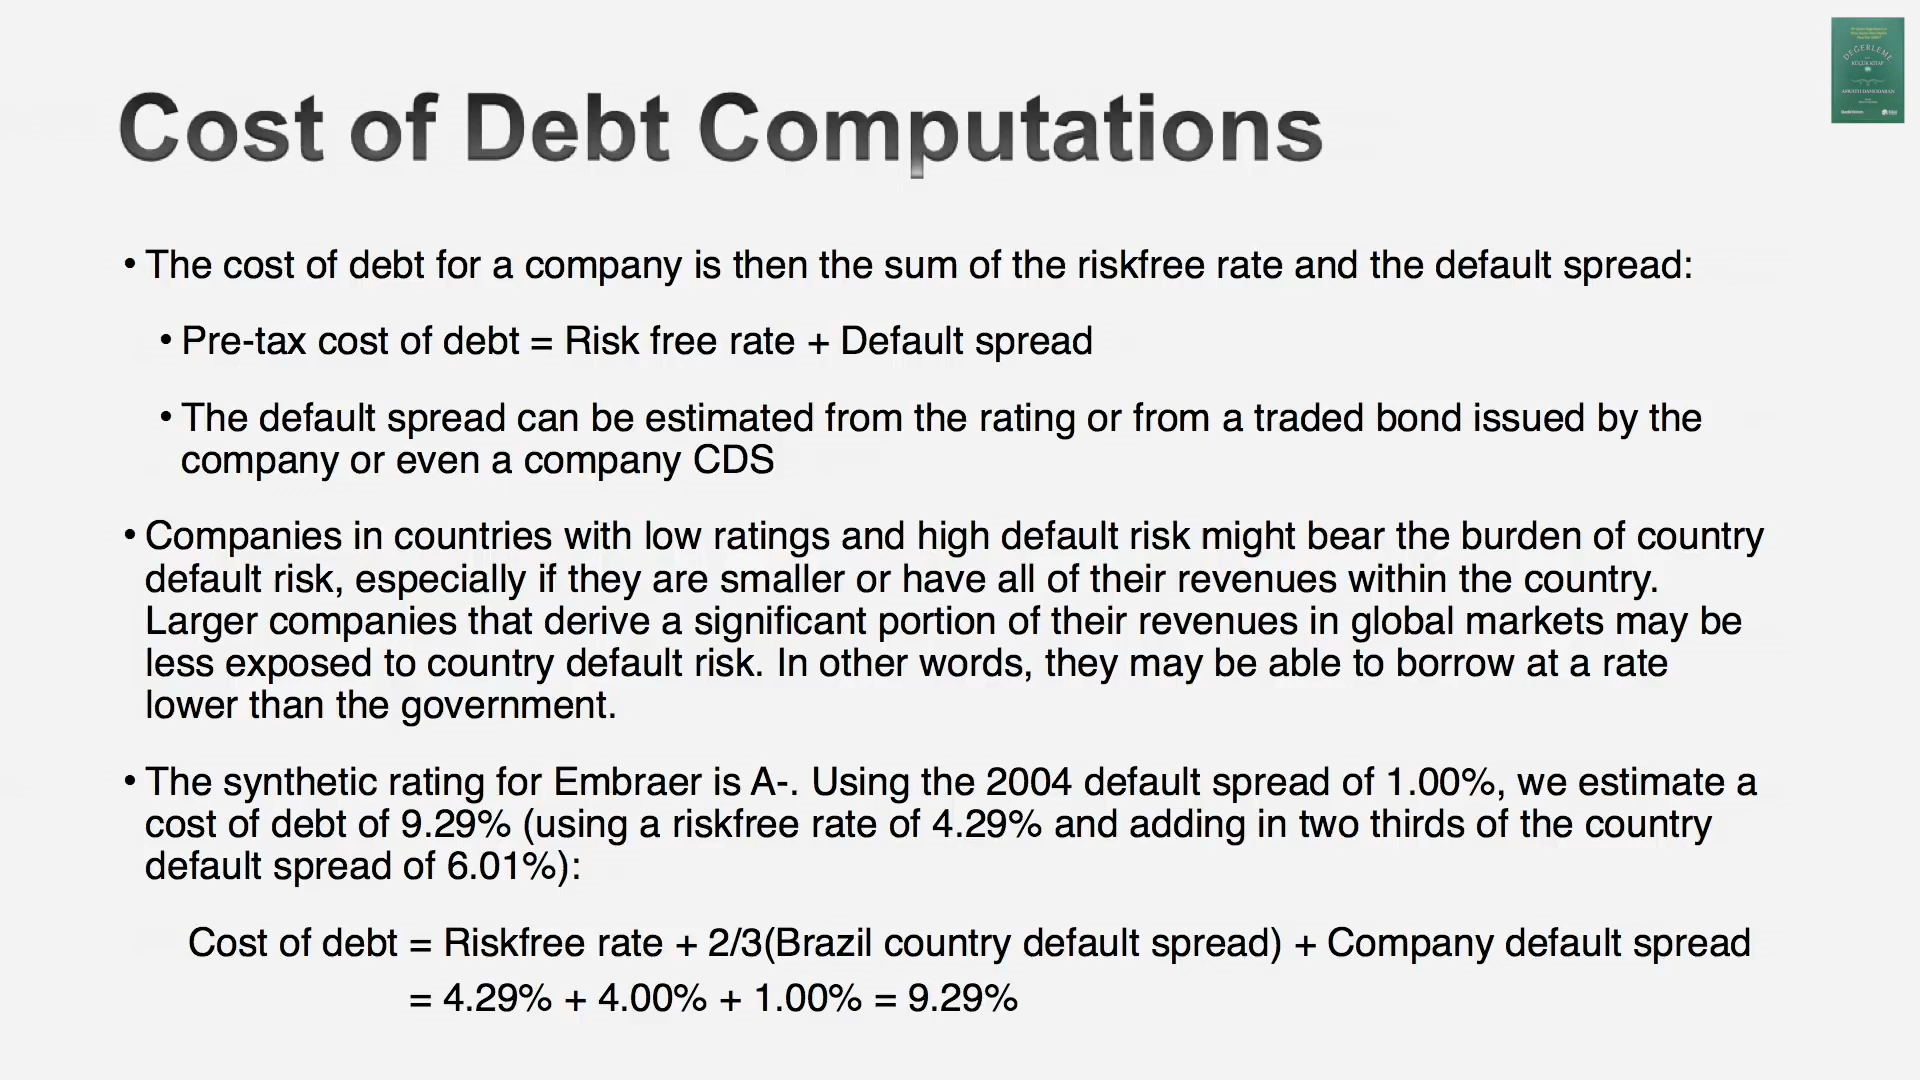 DEĞERLEME
KÜÇÜK KİTAP
ASWATH DAMODARAN
Cost of Debt Computations
• The cost of debt for a company is then the sum of the riskfree rate and the default spread:
• Pre-tax cost of debt = Risk free rate + Default spread
• The default spread can be estimated from the rating or from a traded bond issued by the
company or even a company CDS
• Companies in countries with low ratings and high default risk might bear the burden of country
default risk, especially if they are smaller or have all of their revenues within the country.
Larger companies that derive a significant portion of their revenues in global markets may be
less exposed to country default risk. In other words, they may be able to borrow at a rate
lower than the government.
• The synthetic rating for Embraer is A-. Using the 2004 default spread of 1.00%, we estimate a
cost of debt of 9.29% (using a riskfree rate of 4.29% and adding in two thirds of the country
default spread of 6.01%):
Cost of debt = Riskfree rate + 2/3(Brazil country default spread) + Company default spread
= 4.29% + 4.00% + 1.00% = 9.29%